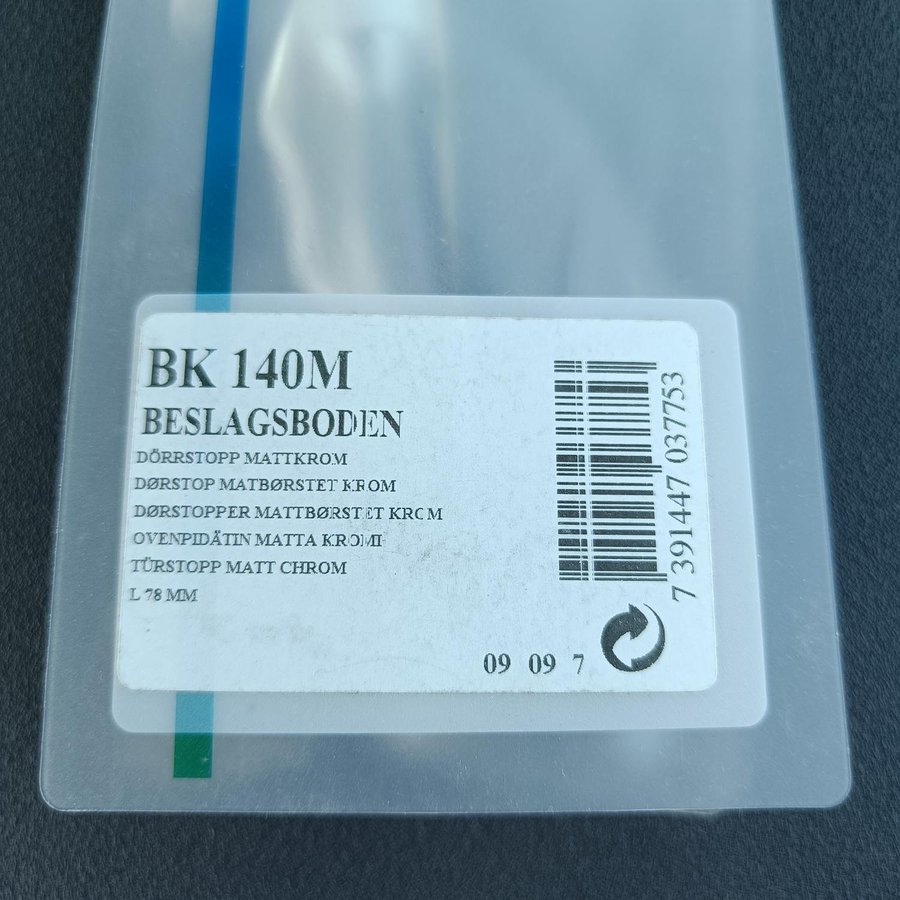 BK 140M
BESLAGSBODEN
DÖRRSTOPP MATTKROM
DØRSTOP MATBØRSTET KROM
DØRSTOPPER MATTBØRSTET KROM
OVENPIDÄTIN MATTA KROMI
TÜRSTOPP MATT CHROM
L 78 MM
7 391447 037753
09 09 7